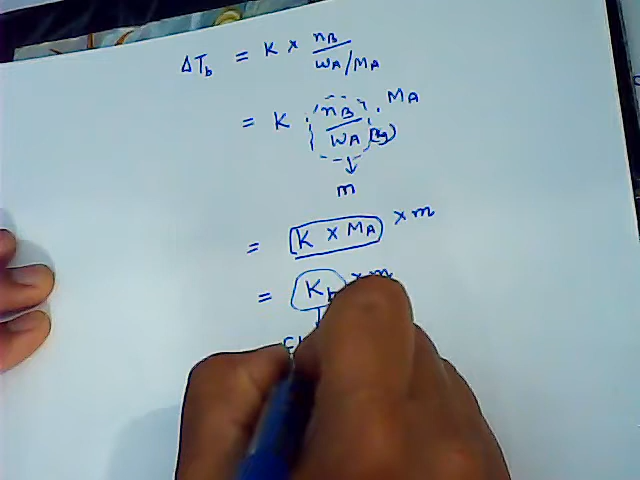 ΔT_b = K × n_B / (W_A/M_A)
= K · n_B / W_A (kg) · M_A
m
= K × M_A × m
= K_b × m